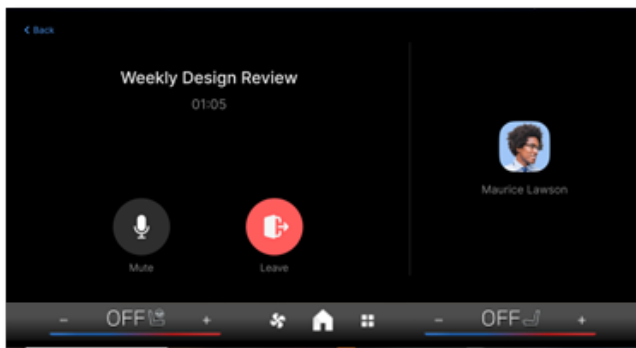 < Back
Weekly Design Review
01:05
Maurice Lawson
Mute
Leave
- OFF +
- OFF +